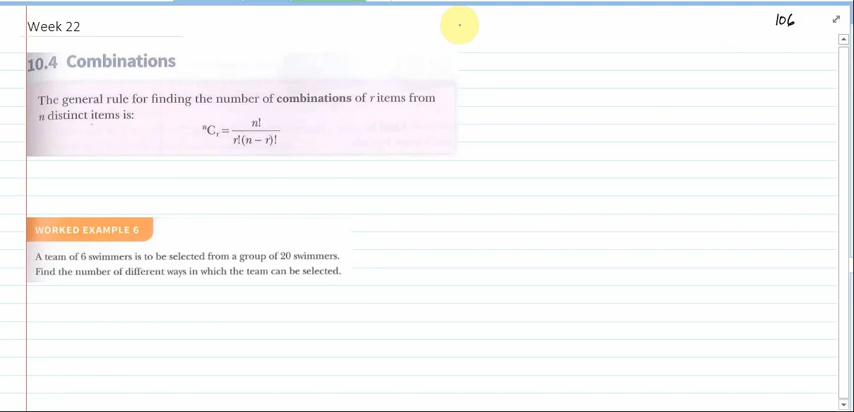 106
Week 22
10.4 Combinations
The general rule for finding the number of combinations of r items from
n distinct items is:
ⁿCᵣ = n! / r!(n − r)!
WORKED EXAMPLE 6
A team of 6 swimmers is to be selected from a group of 20 swimmers.
Find the number of different ways in which the team can be selected.